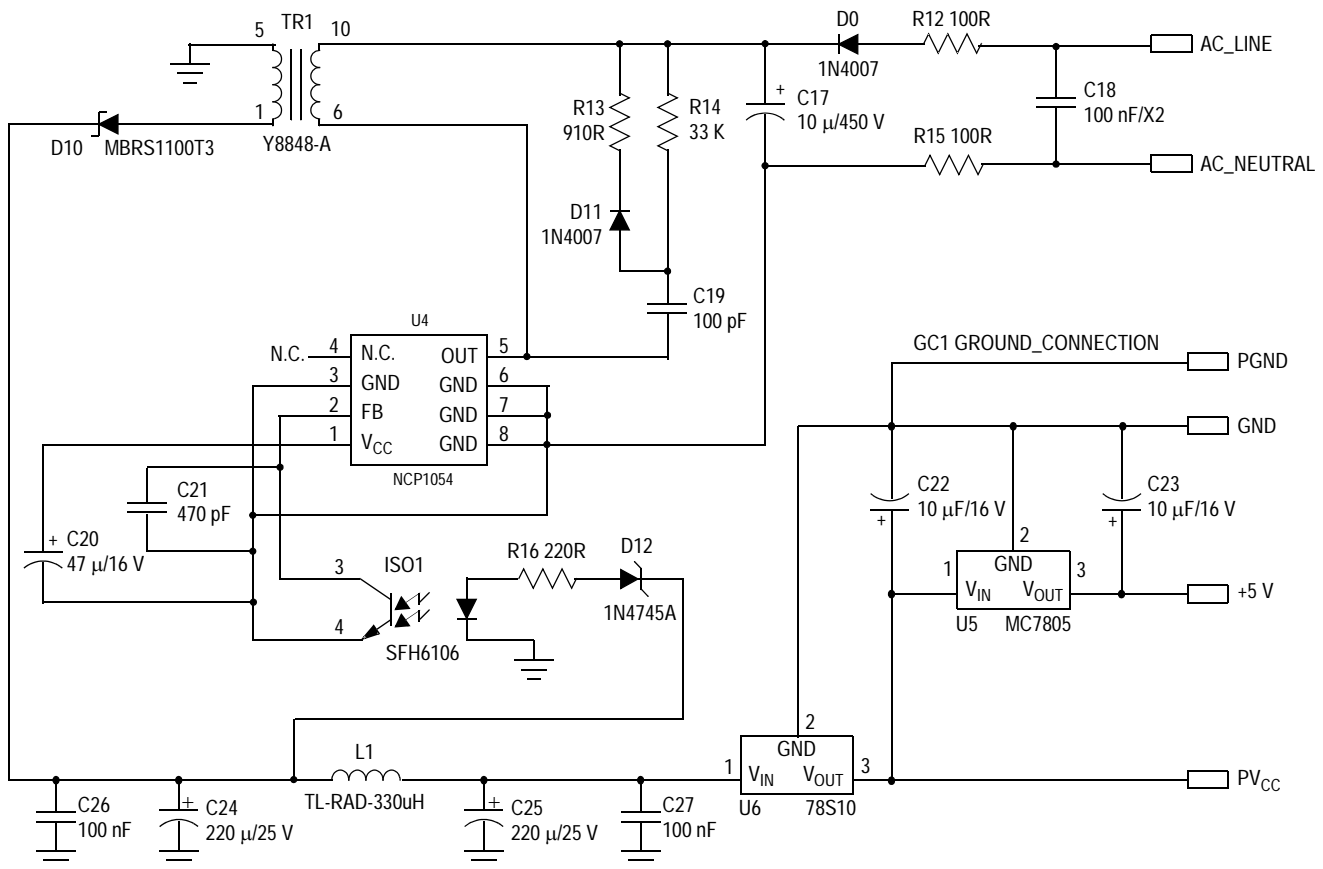 TR1
5
10
1
6
Y8848-A
D10
MBRS1100T3
D0
1N4007
R12 100R
AC_LINE
R13
910R
R14
33 K
+
C17
10 μ/450 V
C18
100 nF/X2
R15 100R
AC_NEUTRAL
D11
1N4007
C19
100 pF
U4
N.C.
4
N.C.
OUT
5
3
GND
GND
6
2
FB
GND
7
1
VCC
GND
8
NCP1054
GC1 GROUND_CONNECTION
PGND
GND
C21
470 pF
+
C20
47 μ/16 V
C22
10 μF/16 V
+
C23
10 μF/16 V
+
ISO1
3
4
SFH6106
R16 220R
D12
1N4745A
2
GND
1
VIN
VOUT
3
U5
MC7805
+5 V
L1
TL-RAD-330uH
2
GND
1
VIN
VOUT
3
U6
78S10
PVCC
C26
100 nF
+
C24
220 μ/25 V
+
C25
220 μ/25 V
C27
100 nF